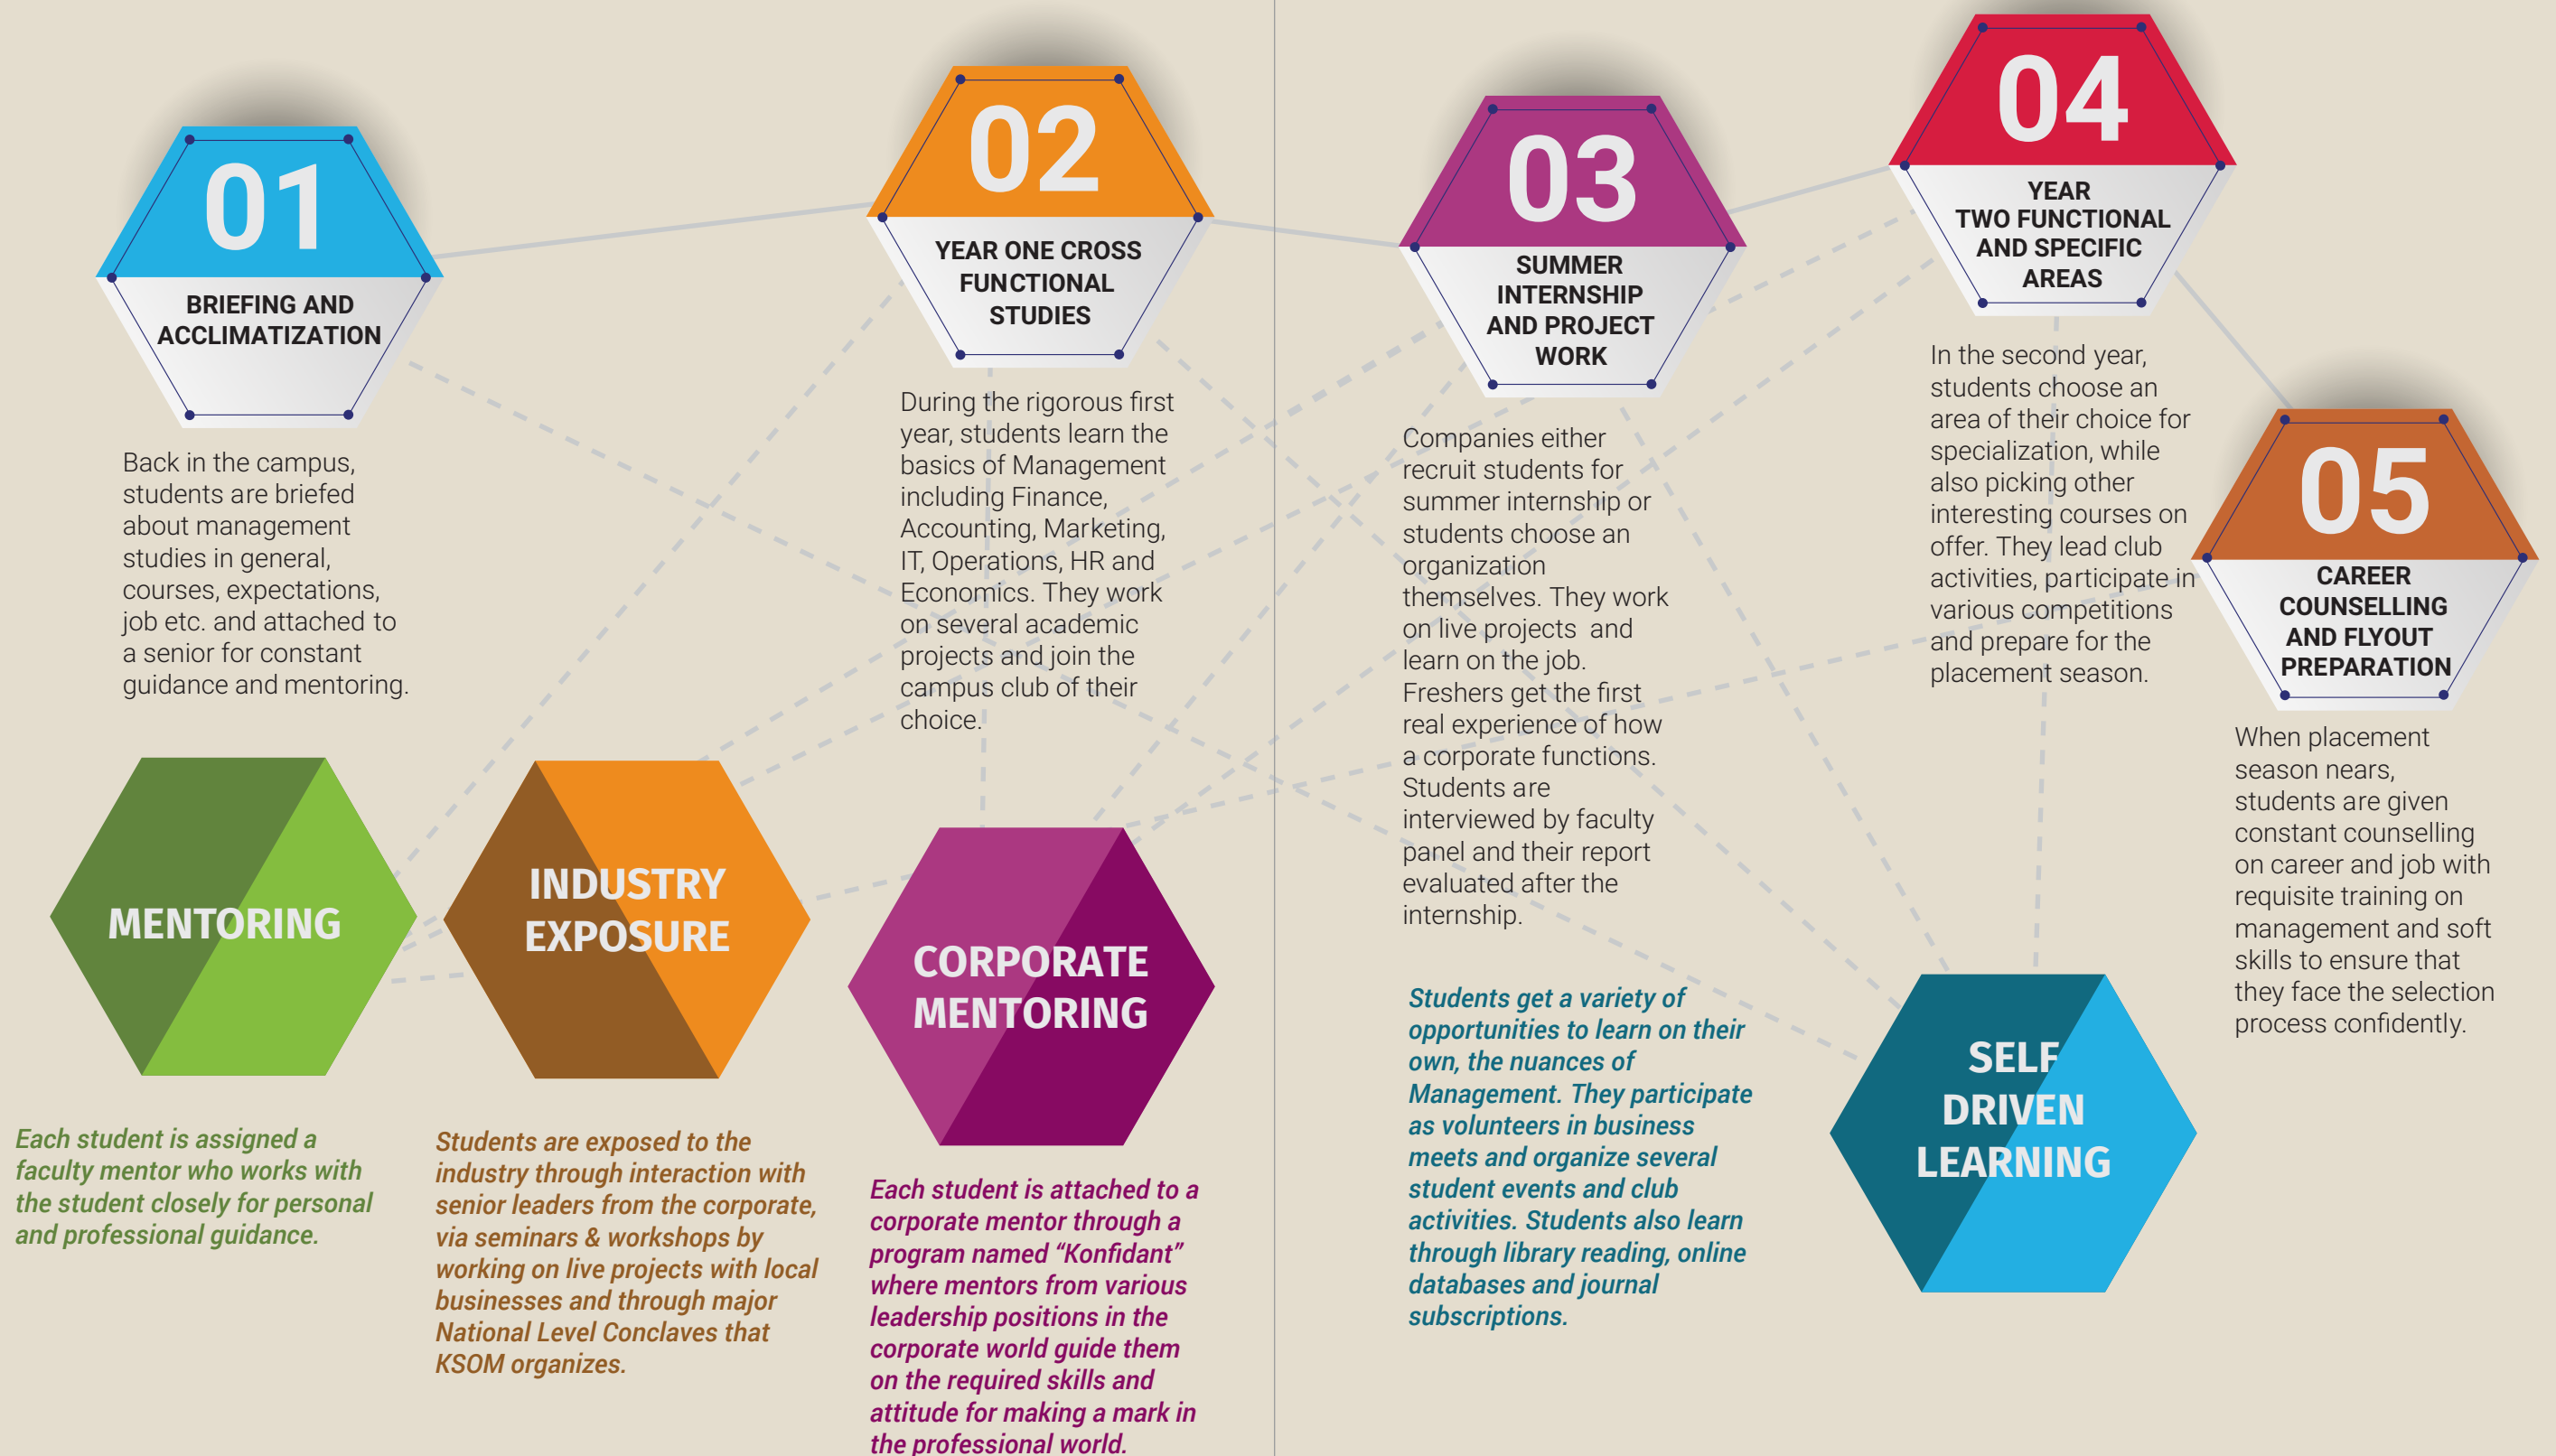 01
BRIEFING AND
ACCLIMATIZATION
Back in the campus,
students are briefed
about management
studies in general,
courses, expectations,
job etc. and attached to
a senior for constant
guidance and mentoring.
02
YEAR ONE CROSS
FUNCTIONAL
STUDIES
During the rigorous first
year, students learn the
basics of Management
including Finance,
Accounting, Marketing,
IT, Operations, HR and
Economics. They work
on several academic
projects and join the
campus club of their
choice.
03
SUMMER
INTERNSHIP
AND PROJECT
WORK
Companies either
recruit students for
summer internship or
students choose an
organization
themselves. They work
on live projects and
learn on the job.
Freshers get the first
real experience of how
a corporate functions.
Students are
interviewed by faculty
panel and their report
evaluated after the
internship.
04
YEAR
TWO FUNCTIONAL
AND SPECIFIC
AREAS
In the second year,
students choose an
area of their choice for
specialization, while
also picking other
interesting courses on
offer. They lead club
activities, participate in
various competitions
and prepare for the
placement season.
05
CAREER
COUNSELLING
AND FLYOUT
PREPARATION
When placement
season nears,
students are given
constant counselling
on career and job with
requisite training on
management and soft
skills to ensure that
they face the selection
process confidently.
MENTORING
Each student is assigned a
faculty mentor who works with
the student closely for personal
and professional guidance.
INDUSTRY
EXPOSURE
Students are exposed to the
industry through interaction with
senior leaders from the corporate,
via seminars & workshops by
working on live projects with local
businesses and through major
National Level Conclaves that
KSOM organizes.
CORPORATE
MENTORING
Each student is attached to a
corporate mentor through a
program named “Konfidant”
where mentors from various
leadership positions in the
corporate world guide them
on the required skills and
attitude for making a mark in
the professional world.
Students get a variety of
opportunities to learn on their
own, the nuances of
Management. They participate
as volunteers in business
meets and organize several
student events and club
activities. Students also learn
through library reading, online
databases and journal
subscriptions.
SELF
DRIVEN
LEARNING